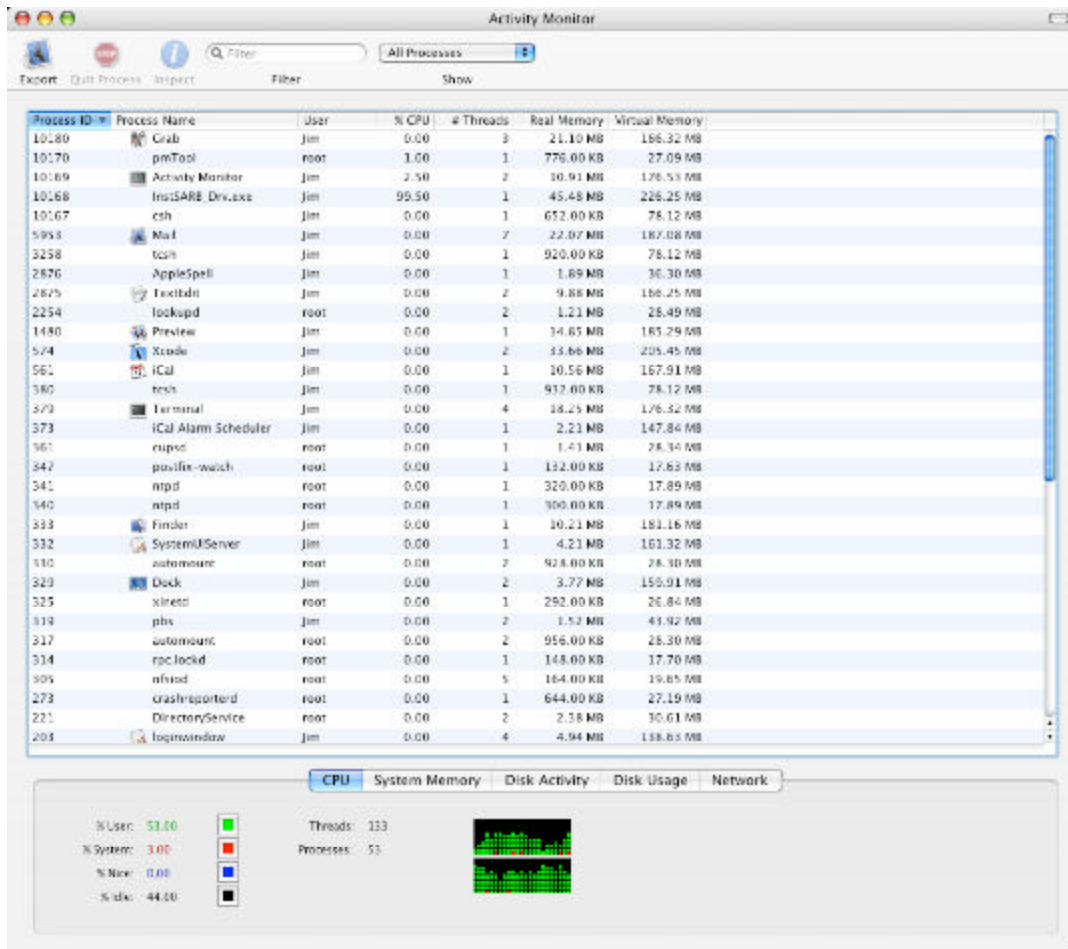 Activity Monitor
Export Quit Process Inspect Filter Filter All Processes Show
Process ID Process Name User % CPU # Threads Real Memory Virtual Memory
10180 Grab Jim 0.00 3 21.10 MB 166.32 MB
10170 pmTool root 1.00 1 776.00 KB 27.09 MB
10169 Activity Monitor Jim 2.50 2 10.91 MB 176.53 MB
10168 InstSARB_Drv.exe Jim 99.50 1 45.48 MB 226.25 MB
10167 csh Jim 0.00 1 652.00 KB 78.12 MB
5953 Mail Jim 0.00 7 22.07 MB 187.08 MB
3258 tcsh Jim 0.00 1 920.00 KB 78.12 MB
2876 AppleSpell Jim 0.00 1 1.89 MB 36.30 MB
2875 TextEdit Jim 0.00 2 9.88 MB 166.25 MB
2254 lookupd root 0.00 2 1.21 MB 28.49 MB
1480 Preview Jim 0.00 1 14.85 MB 185.29 MB
574 Xcode Jim 0.00 2 33.66 MB 205.45 MB
561 iCal Jim 0.00 1 10.56 MB 167.91 MB
380 tcsh Jim 0.00 1 932.00 KB 78.12 MB
379 Terminal Jim 0.00 4 18.25 MB 176.32 MB
373 iCal Alarm Scheduler Jim 0.00 1 2.21 MB 147.84 MB
361 cupsd root 0.00 1 1.41 MB 28.34 MB
347 postfix-watch root 0.00 1 132.00 KB 17.63 MB
341 ntpd root 0.00 1 320.00 KB 17.89 MB
340 ntpd root 0.00 1 300.00 KB 17.89 MB
333 Finder Jim 0.00 1 10.21 MB 181.16 MB
332 SystemUIServer Jim 0.00 1 4.21 MB 161.32 MB
330 automount root 0.00 2 928.00 KB 28.30 MB
329 Dock Jim 0.00 2 3.77 MB 159.91 MB
325 xinetd root 0.00 1 292.00 KB 26.84 MB
319 pbs Jim 0.00 2 1.52 MB 43.92 MB
317 automount root 0.00 2 956.00 KB 28.30 MB
314 rpc.lockd root 0.00 1 148.00 KB 17.70 MB
305 nfsiod root 0.00 5 164.00 KB 19.65 MB
273 crashreporterd root 0.00 1 644.00 KB 27.19 MB
221 DirectoryService root 0.00 2 2.38 MB 30.61 MB
203 loginwindow Jim 0.00 4 4.94 MB 138.63 MB
CPU System Memory Disk Activity Disk Usage Network
% User: 53.00 Threads: 133
% System: 3.00 Processes: 53
% Nice: 0.00
% Idle: 44.00